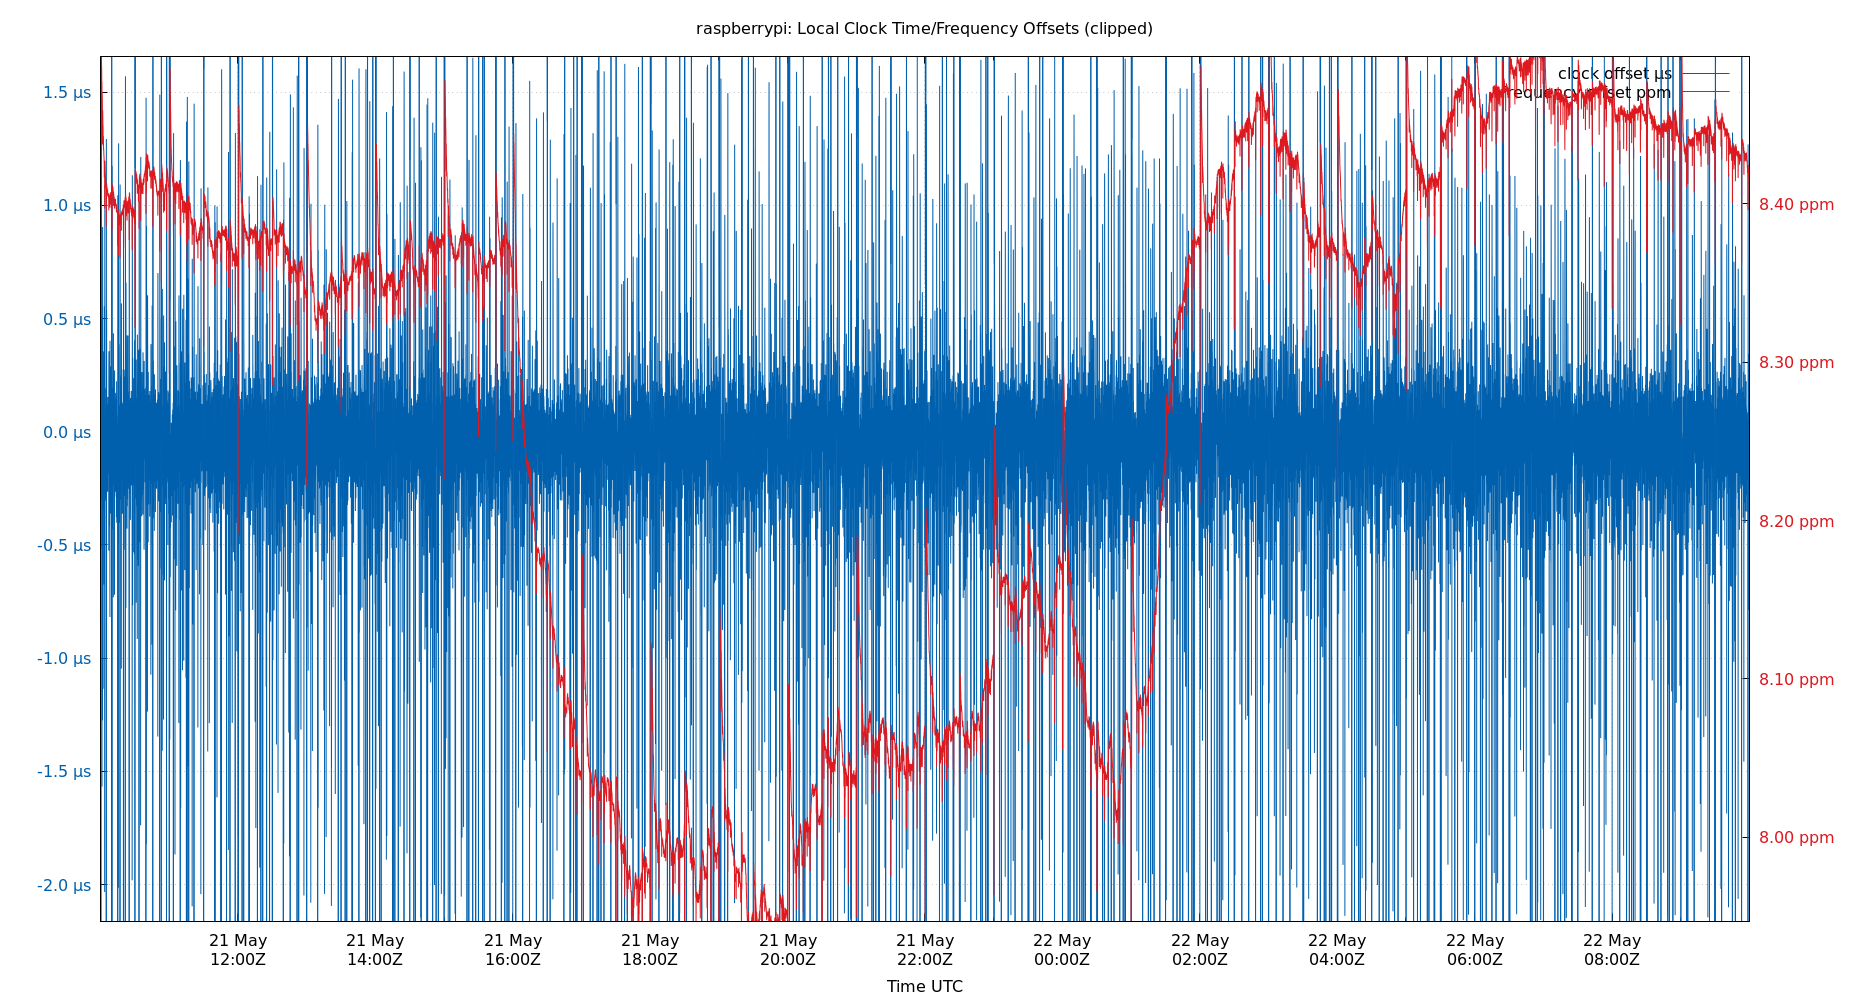 raspberrypi: Local Clock Time/Frequency Offsets (clipped)
clock offset µs
frequency offset ppm
1.5 µs
1.0 µs
0.5 µs
0.0 µs
-0.5 µs
-1.0 µs
-1.5 µs
-2.0 µs
8.40 ppm
8.30 ppm
8.20 ppm
8.10 ppm
8.00 ppm
21 May
12:00Z
21 May
14:00Z
21 May
16:00Z
21 May
18:00Z
21 May
20:00Z
21 May
22:00Z
22 May
00:00Z
22 May
02:00Z
22 May
04:00Z
22 May
06:00Z
22 May
08:00Z
Time UTC